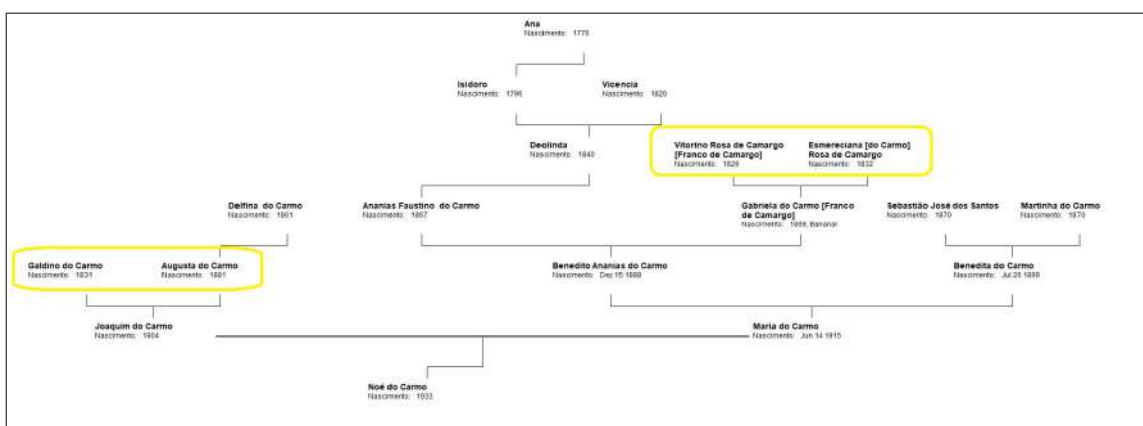 Ana
Nascimento: 1775
Isidoro
Nascimento: 1796
Vicencia
Nascimento: 1820
Deolinda
Nascimento: 1840
Vitorino Rosa de Camargo
[Franco de Camargo]
Nascimento: 1826
Esmereciana [do Carmo]
Rosa de Camargo
Nascimento: 1832
Delfina do Carmo
Nascimento: 1861
Ananias Faustino do Carmo
Nascimento: 1867
Gabriela do Carmo [Franco
de Camargo]
Nascimento: Bananal
Sebastião José dos Santos
Nascimento: 1870
Martinha do Carmo
Nascimento: 1870
Galdino do Carmo
Nascimento: 1831
Augusta do Carmo
Nascimento: 1881
Benedito Ananias do Carmo
Nascimento: Dez 15 1888
Benedita do Carmo
Nascimento: Jul 26 1899
Joaquim do Carmo
Nascimento: 1904
Maria do Carmo
Nascimento: Jun 14 1915
Noé do Carmo
Nascimento: 1933